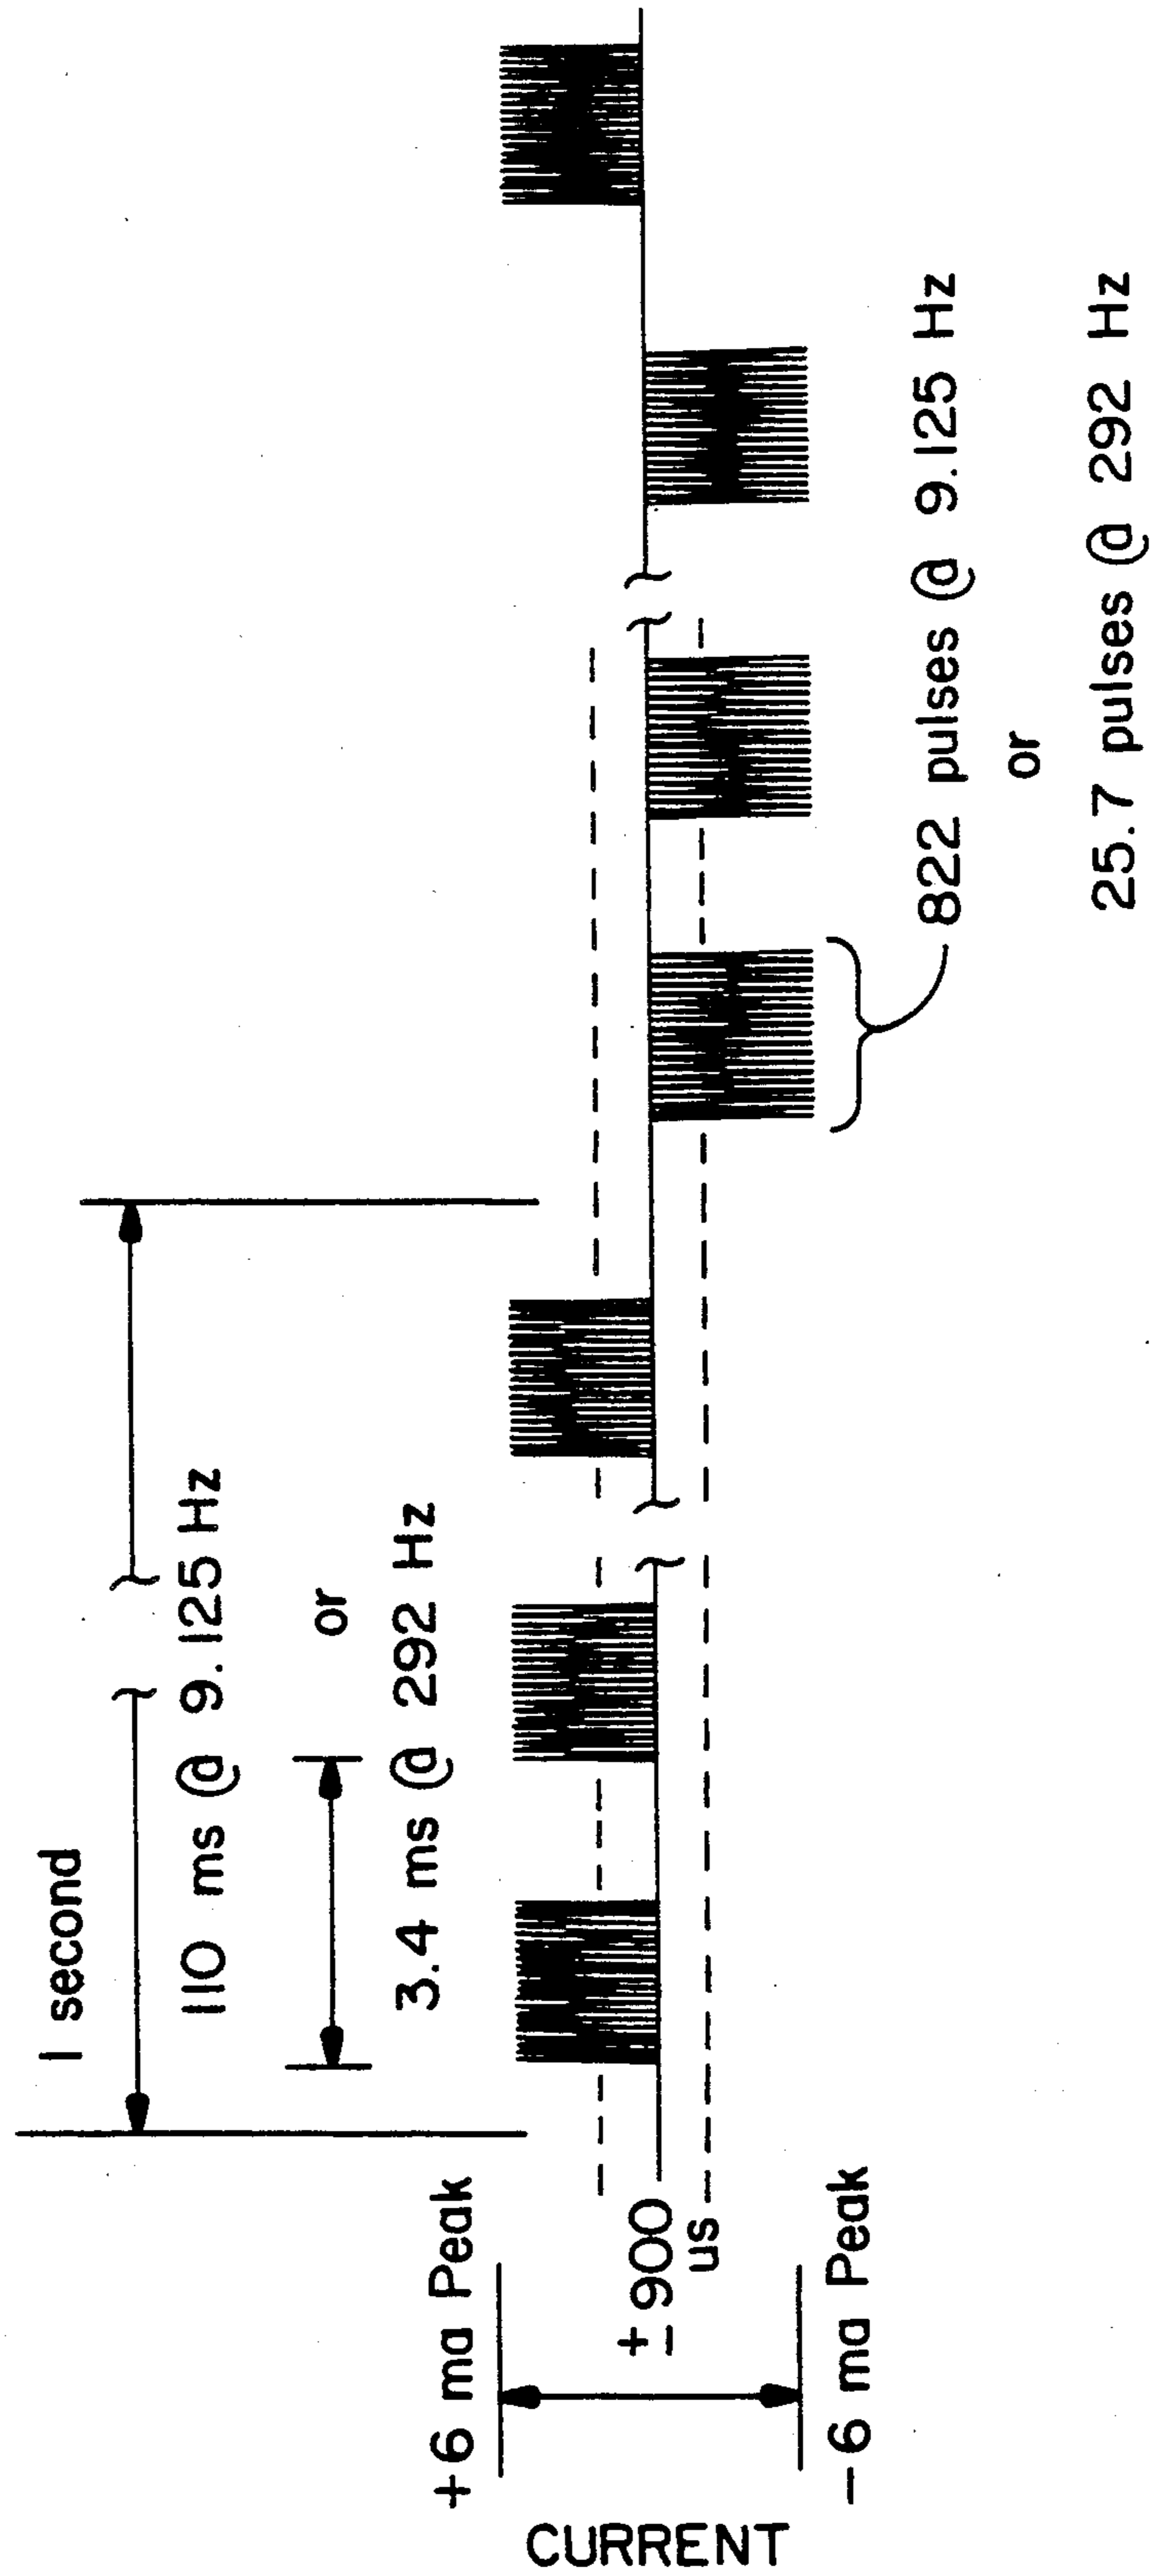 1 second
110 ms @ 9.125 Hz
or
3.4 ms @ 292 Hz
+6 ma Peak
±900
us
-6 ma Peak
CURRENT
822 pulses @ 9.125 Hz
or
25.7 pulses @ 292 Hz